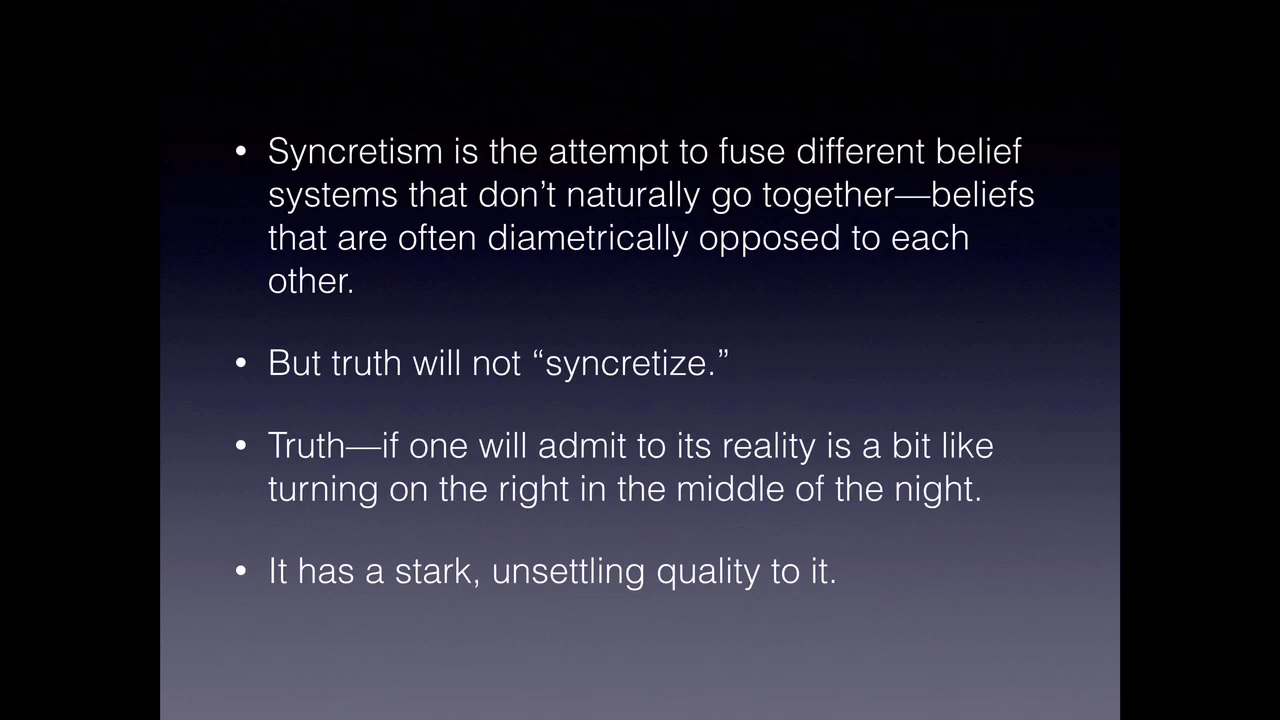 • Syncretism is the attempt to fuse different belief
systems that don’t naturally go together—beliefs
that are often diametrically opposed to each
other.
• But truth will not “syncretize.”
• Truth—if one will admit to its reality is a bit like
turning on the right in the middle of the night.
• It has a stark, unsettling quality to it.